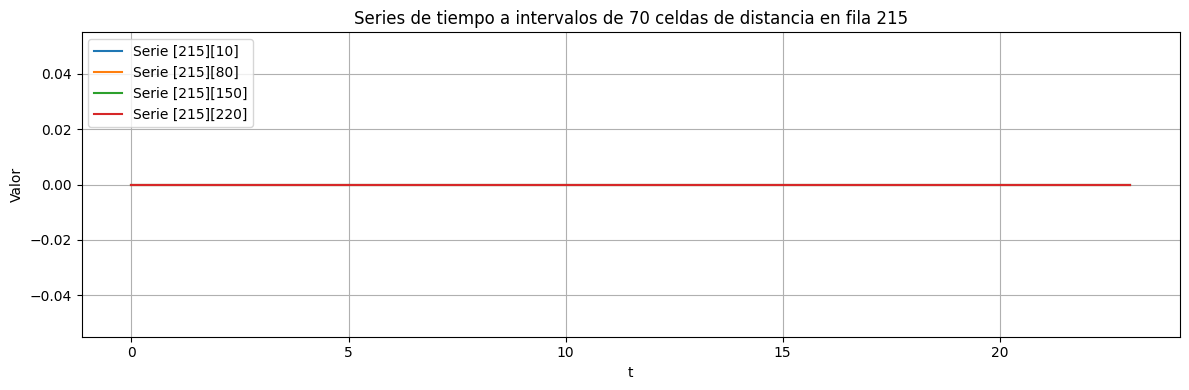 Series de tiempo a intervalos de 70 celdas de distancia en fila 215
Serie [215][10]
Serie [215][80]
Serie [215][150]
Serie [215][220]
0.04
0.02
0.00
−0.02
−0.04
Valor
0
5
10
15
20
t